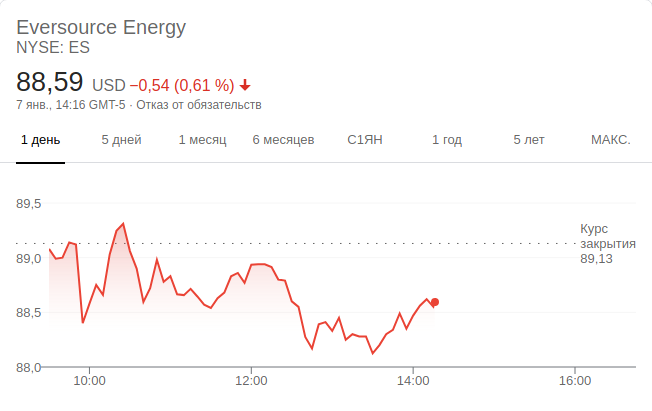 Eversource Energy
NYSE: ES
88,59 USD −0,54 (0,61 %)
7 янв., 14:16 GMT-5 · Отказ от обязательств
1 день 5 дней 1 месяц 6 месяцев С1ЯН 1 год 5 лет МАКС.
89,5
Курс
закрытия
89,13
89,0
88,5
88,0
10:00 12:00 14:00 16:00